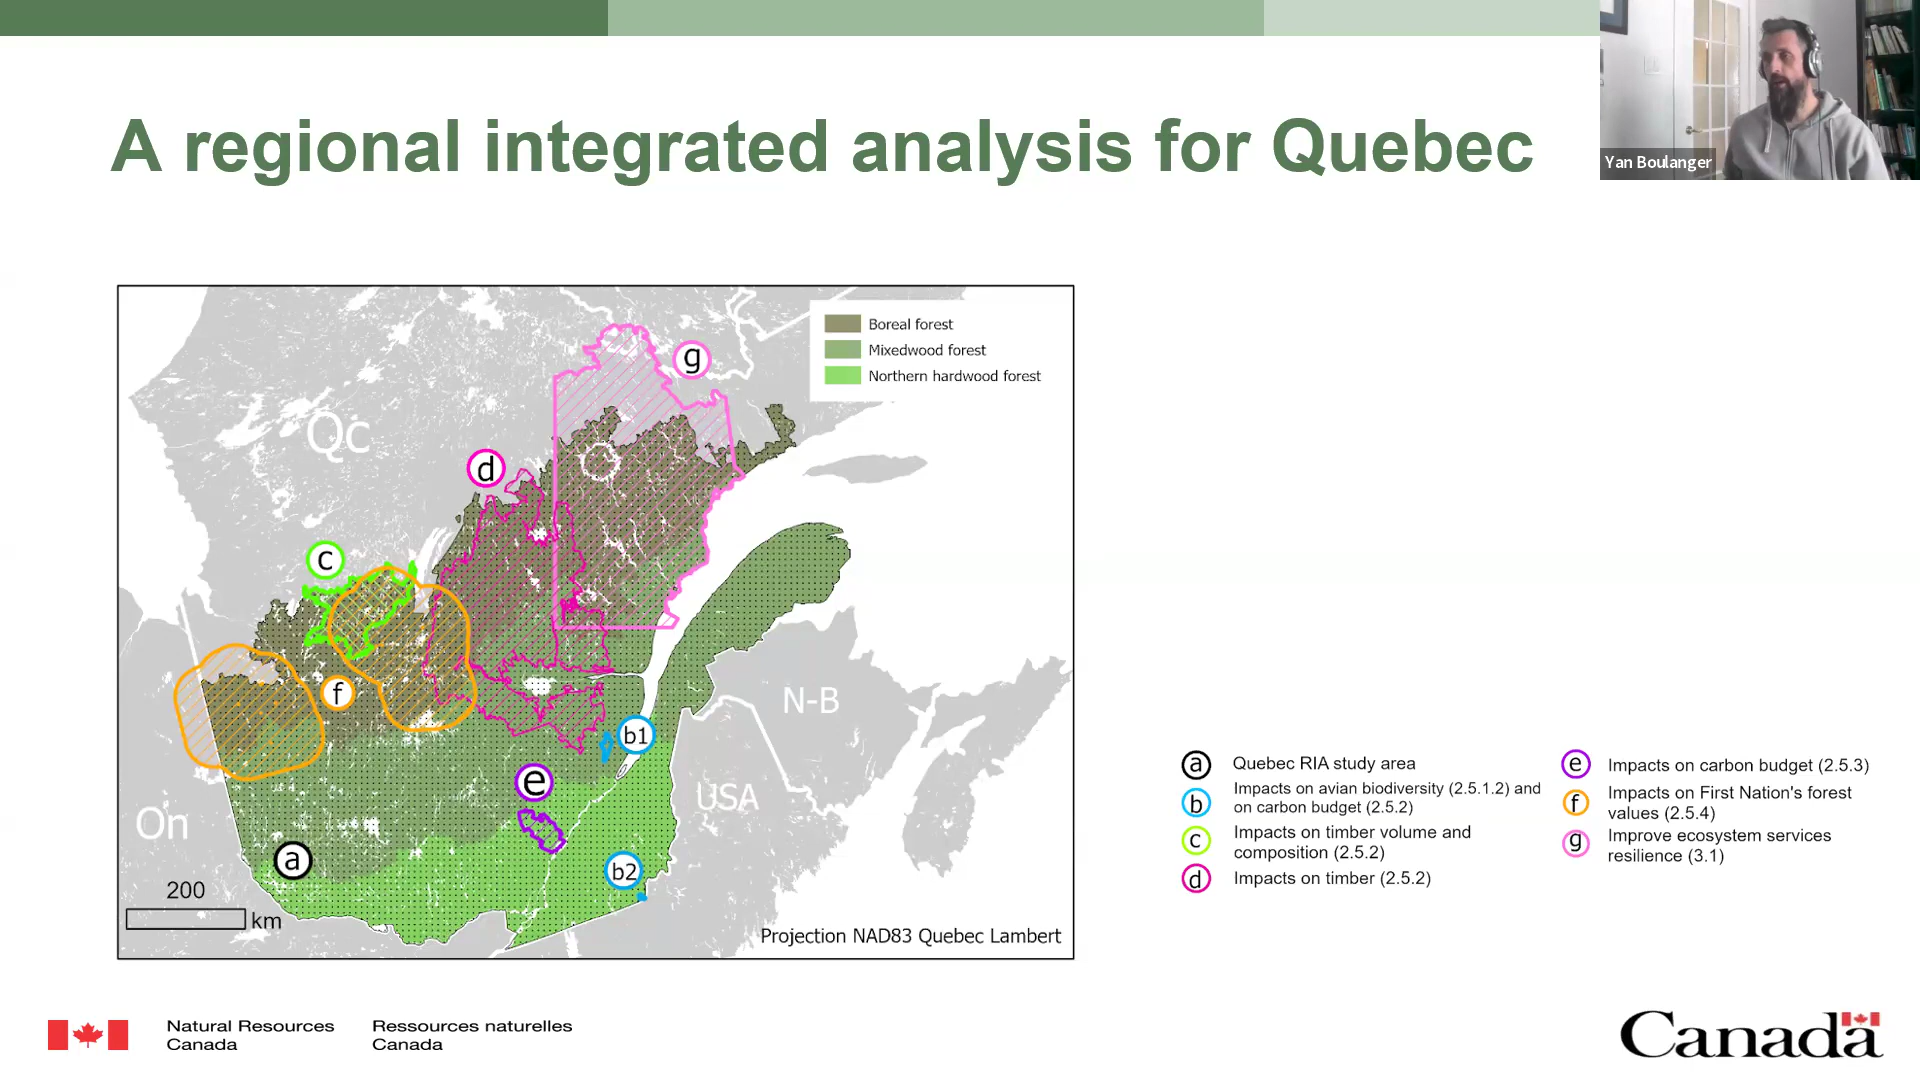 A regional integrated analysis for Quebec
Yan Boulanger
Boreal forest
Mixedwood forest
Northern hardwood forest
g
Qc
d
c
f
N-B
b1
e
USA
On
a
b2
200
km
Projection NAD83 Quebec Lambert
a Quebec RIA study area
b Impacts on avian biodiversity (2.5.1.2) and
on carbon budget (2.5.2)
c Impacts on timber volume and
composition (2.5.2)
d Impacts on timber (2.5.2)
e Impacts on carbon budget (2.5.3)
f Impacts on First Nation's forest
values (2.5.4)
g Improve ecosystem services
resilience (3.1)
Natural Resources
Canada
Ressources naturelles
Canada
Canada